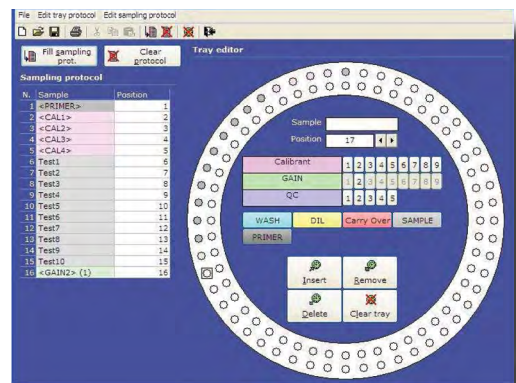 File Edit tray protocol Edit sampling protocol
Fill sampling prot.
Clear protocol
Tray editor
Sampling protocol
N. Sample Position
1 <PRIMER> 1
2 <CAL1> 2
3 <CAL2> 3
4 <CAL3> 4
5 <CAL4> 5
6 Test1 6
7 Test2 7
8 Test3 8
9 Test4 9
10 Test5 10
11 Test6 11
12 Test7 12
13 Test8 13
14 Test9 14
15 Test10 15
16 <GAIN2> (1) 16
Sample
Position 17
Calibrant 1 2 3 4 5 6 7 8 9
GAIN 1 2 3 4 5 6 7 8 9
QC 1 2 3 4 5
WASH DIL Carry Over SAMPLE
PRIMER
Insert Remove
Delete Clear tray